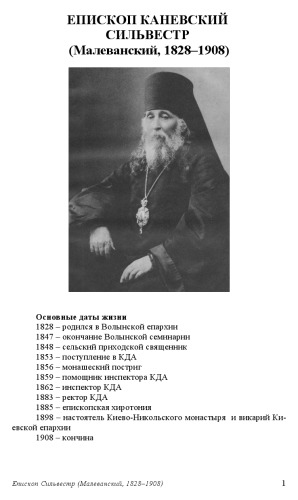 ЕПИСКОП КАНЕВСКИЙ
СИЛЬВЕСТР
(Малеванский, 1828–1908)
Основные даты жизни
1828 – родился в Волынской епархии
1847 – окончание Волынской семинарии
1848 – сельский приходской священник
1853 – поступление в КДА
1856 – монашеский постриг
1859 – помощник инспектора КДА
1862 – инспектор КДА
1883 – ректор КДА
1885 – епископская хиротония
1898 – настоятель Киево-Никольского монастыря и викарий Ки-
евской епархии
1908 – кончина
Епископ Сильвестр (Малеванский, 1828–1908) 1